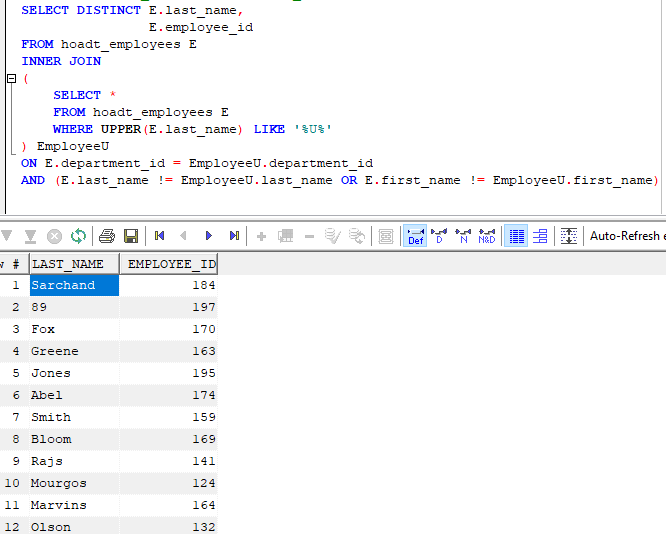 SELECT DISTINCT E.last_name,
E.employee_id
FROM hoadt_employees E
INNER JOIN
(
SELECT *
FROM hoadt_employees E
WHERE UPPER(E.last_name) LIKE '%U%'
) EmployeeU
ON E.department_id = EmployeeU.department_id
AND (E.last_name != EmployeeU.last_name OR E.first_name != EmployeeU.first_name)
Def D N N&D Auto-Refresh
# LAST_NAME EMPLOYEE_ID
1 Sarchand 184
2 89 197
3 Fox 170
4 Greene 163
5 Jones 195
6 Abel 174
7 Smith 159
8 Bloom 169
9 Rajs 141
10 Mourgos 124
11 Marvins 164
12 Olson 132